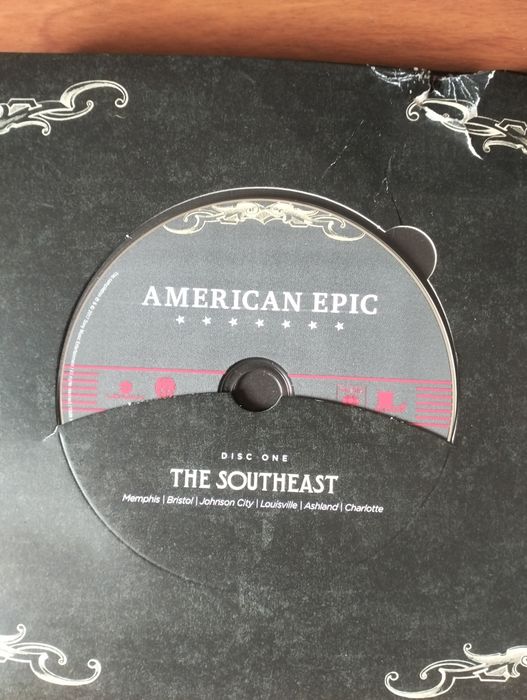 AMERICAN EPIC
DISC ONE
THE SOUTHEAST
Memphis | Bristol | Johnson City | Louisville | Ashland | Charlotte